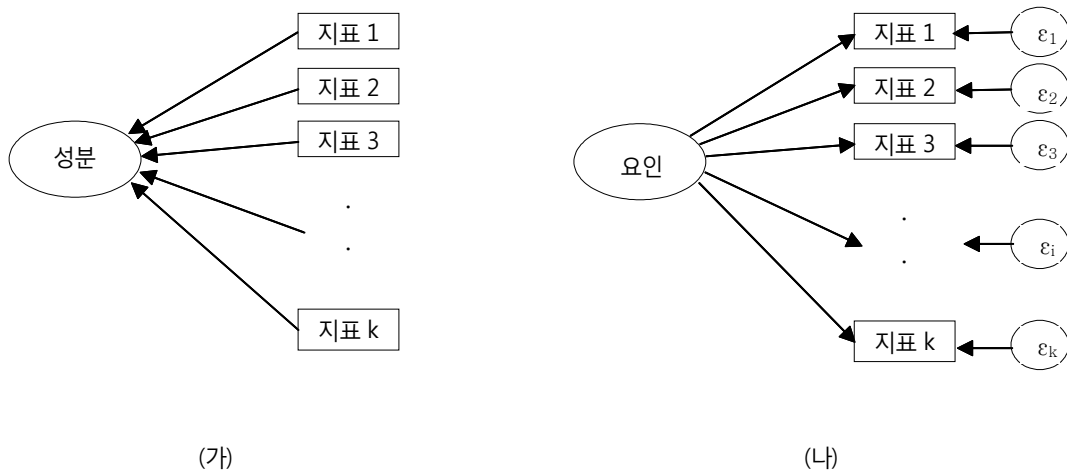 지표 1
지표 2
지표 3
성분
.
.
지표 k
(가)
지표 1 ε1
지표 2 ε2
지표 3 ε3
요인
.
εi
.
지표 k εk
(나)